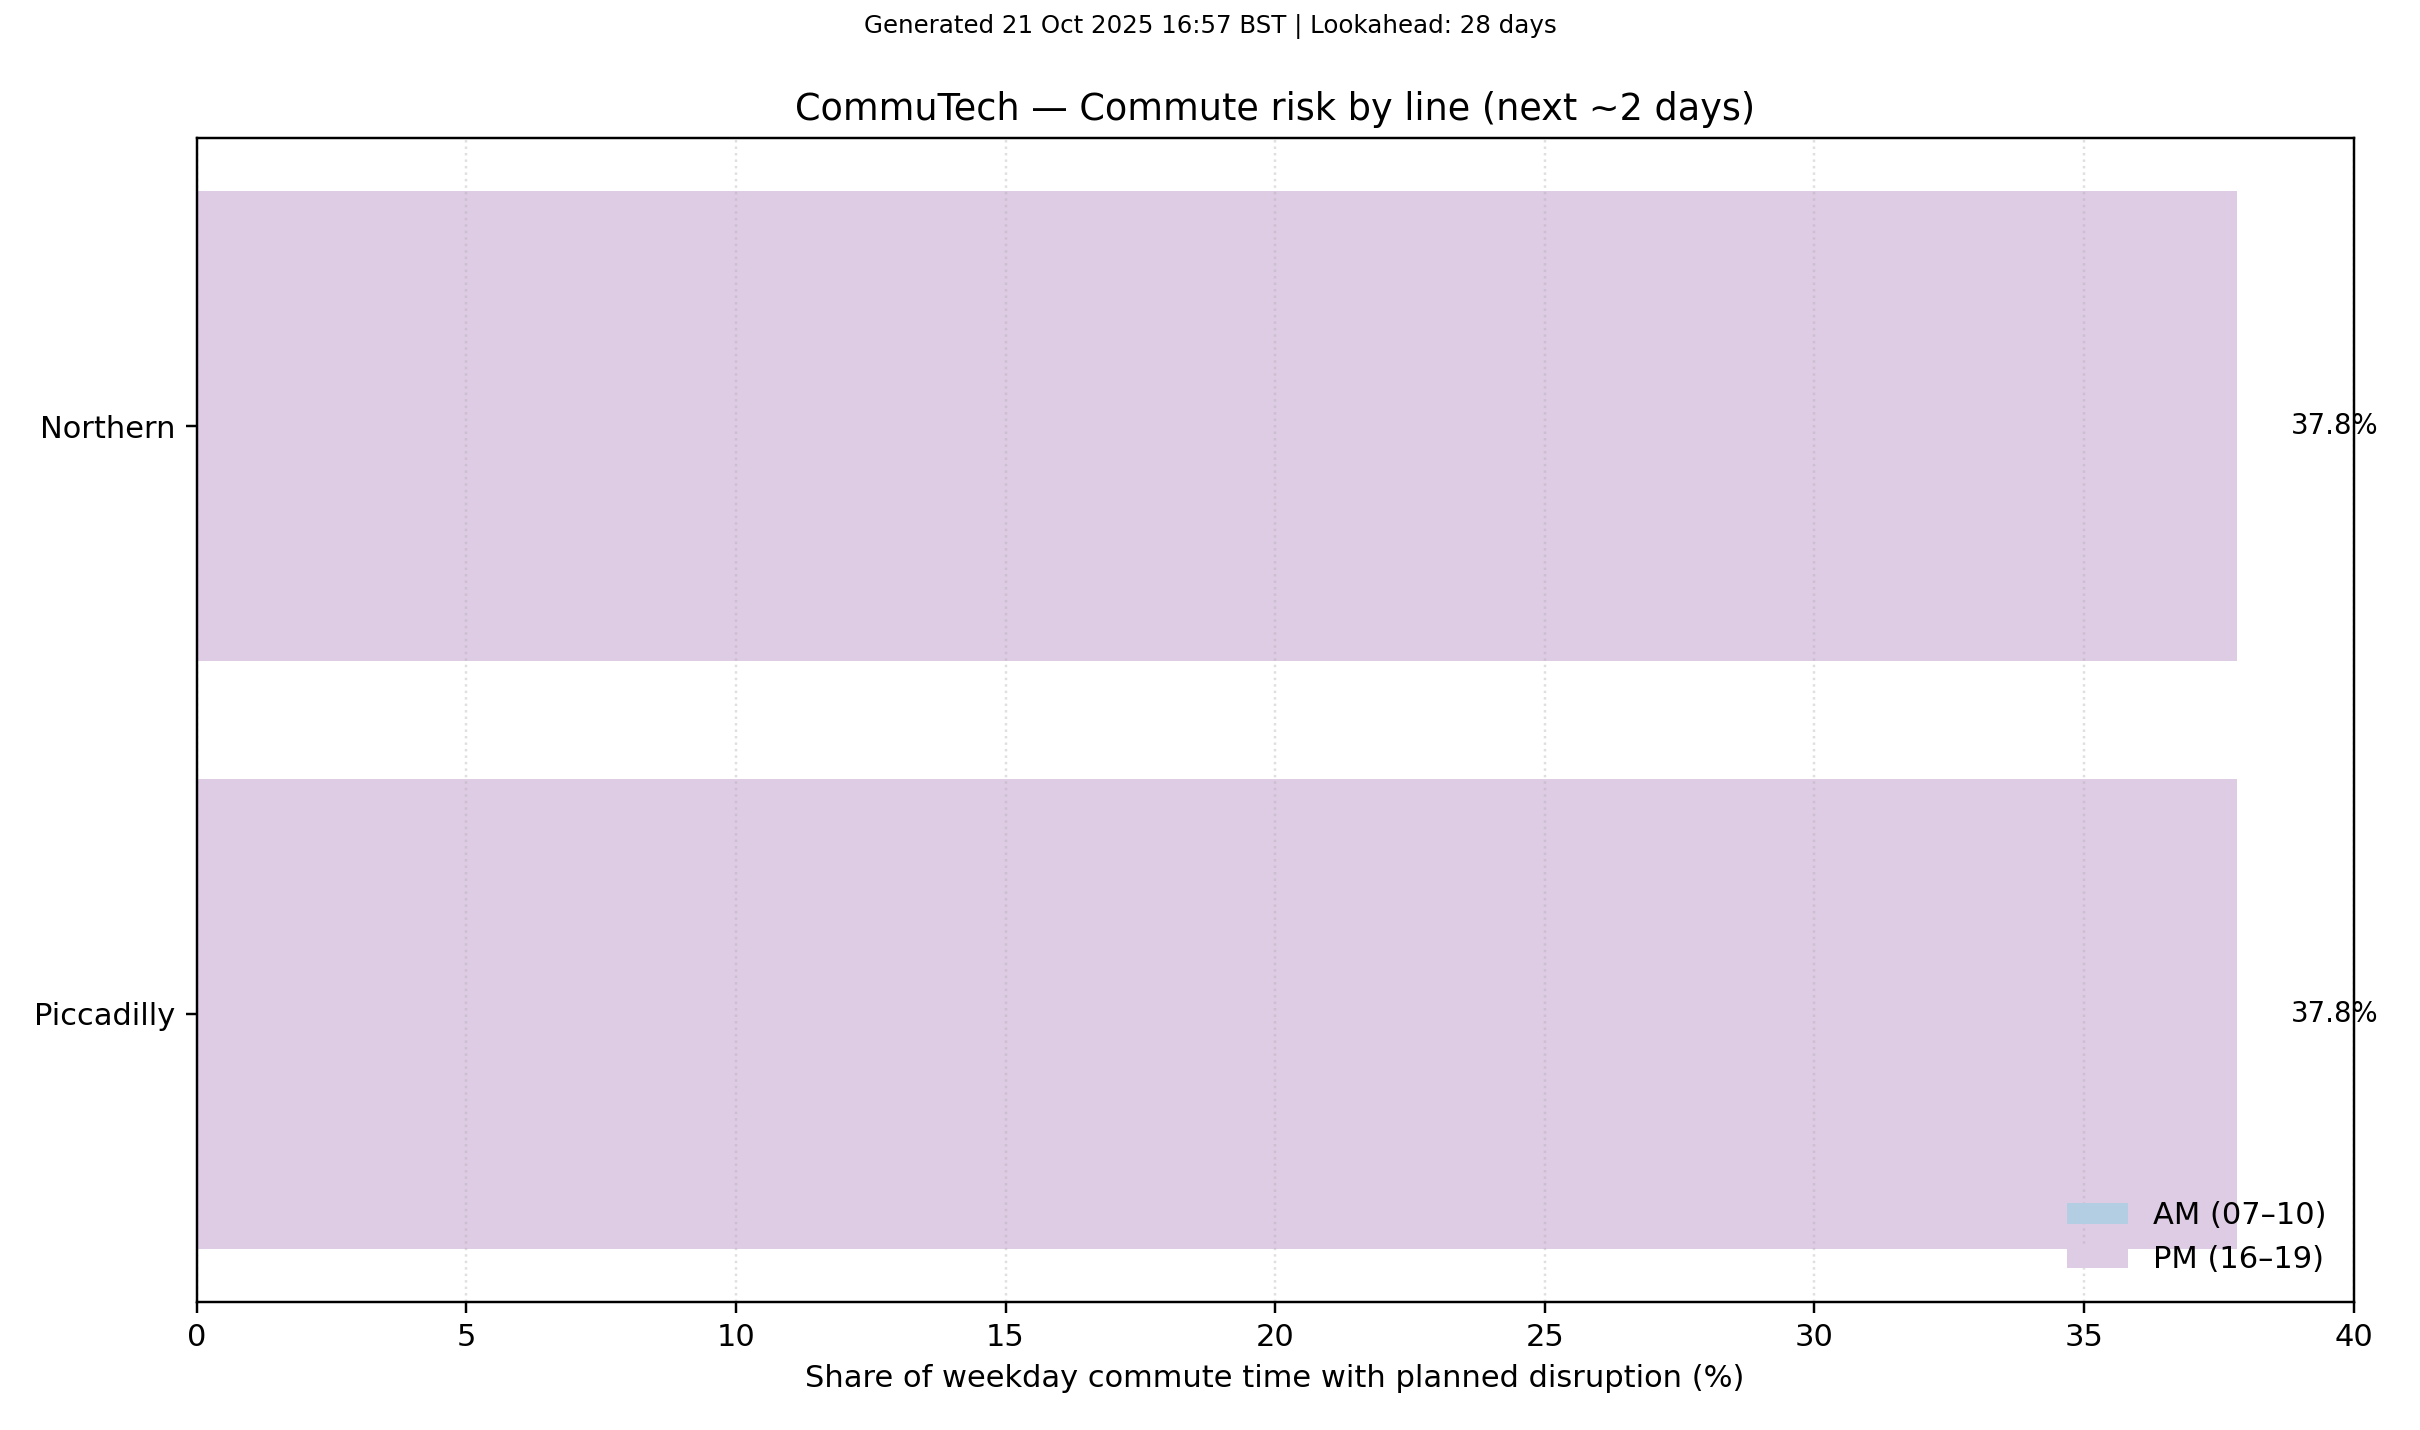 Generated 21 Oct 2025 16:57 BST | Lookahead: 28 days
CommuTech — Commute risk by line (next ~2 days)
Northern
37.8%
Piccadilly
37.8%
AM (07–10)
PM (16–19)
0 5 10 15 20 25 30 35 40
Share of weekday commute time with planned disruption (%)